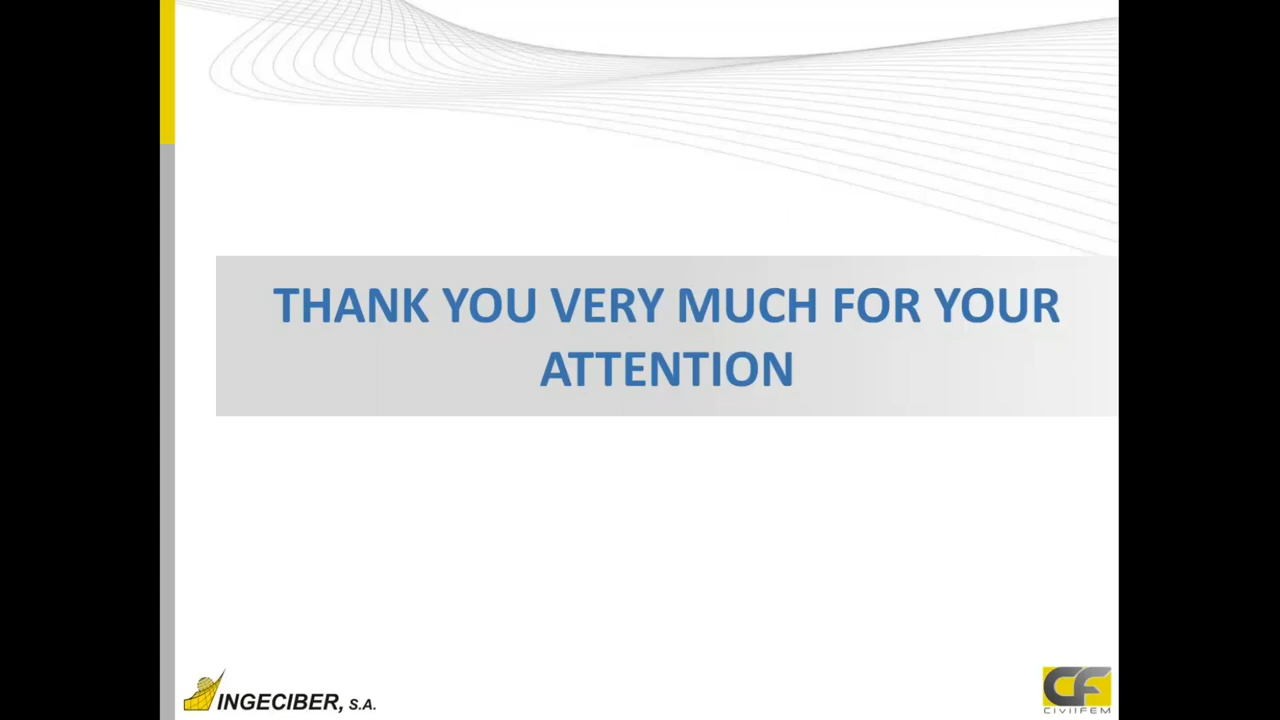 THANK YOU VERY MUCH FOR YOUR
ATTENTION
INGECIBER, S.A.
CF
CIVILFEM